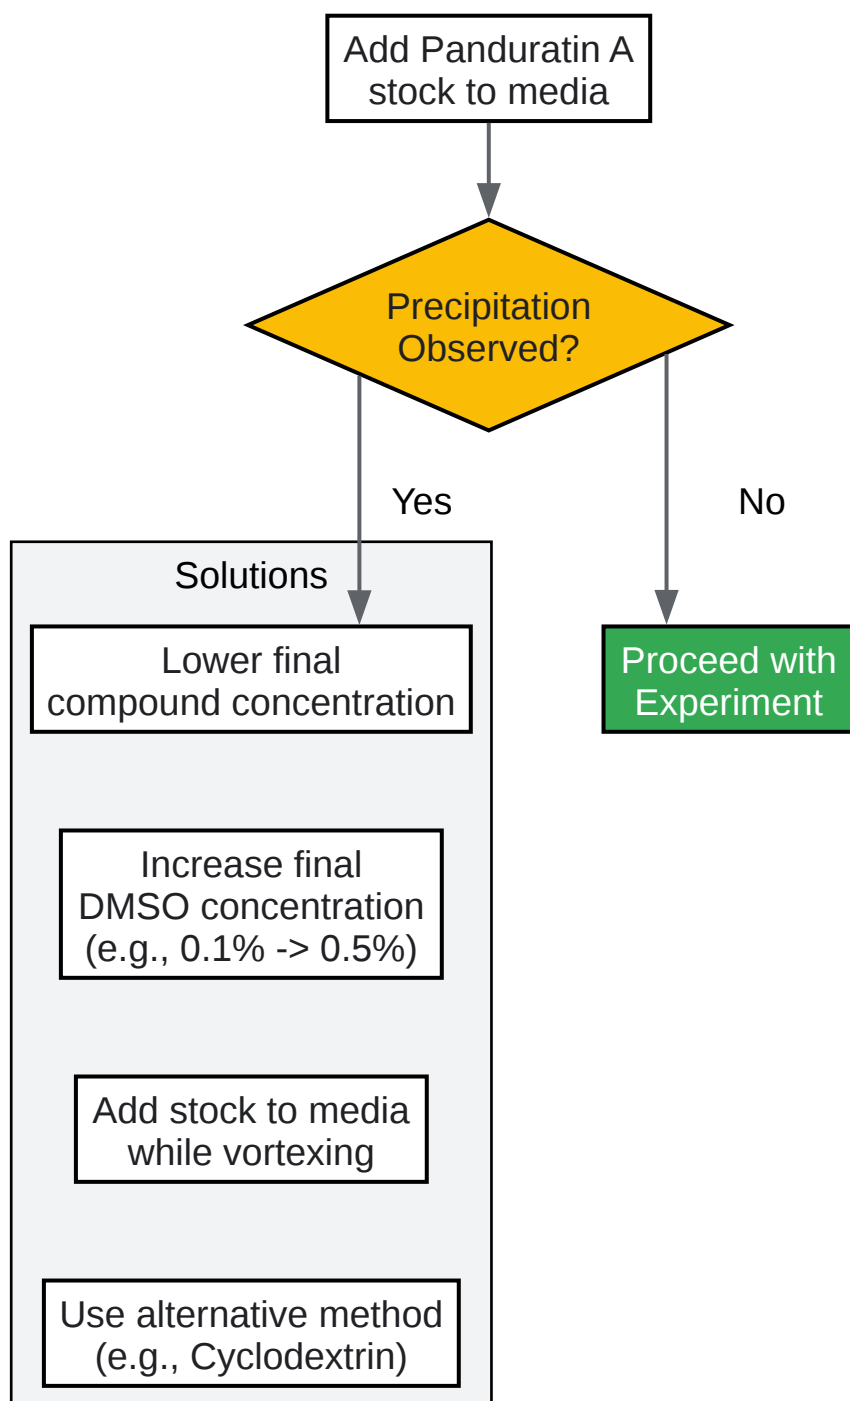 Add Panduratin A
stock to media
Precipitation
Observed?
Yes
No
Solutions
Lower final
compound concentration
Proceed with
Experiment
Increase final
DMSO concentration
(e.g., 0.1% -> 0.5%)
Add stock to media
while vortexing
Use alternative method
(e.g., Cyclodextrin)